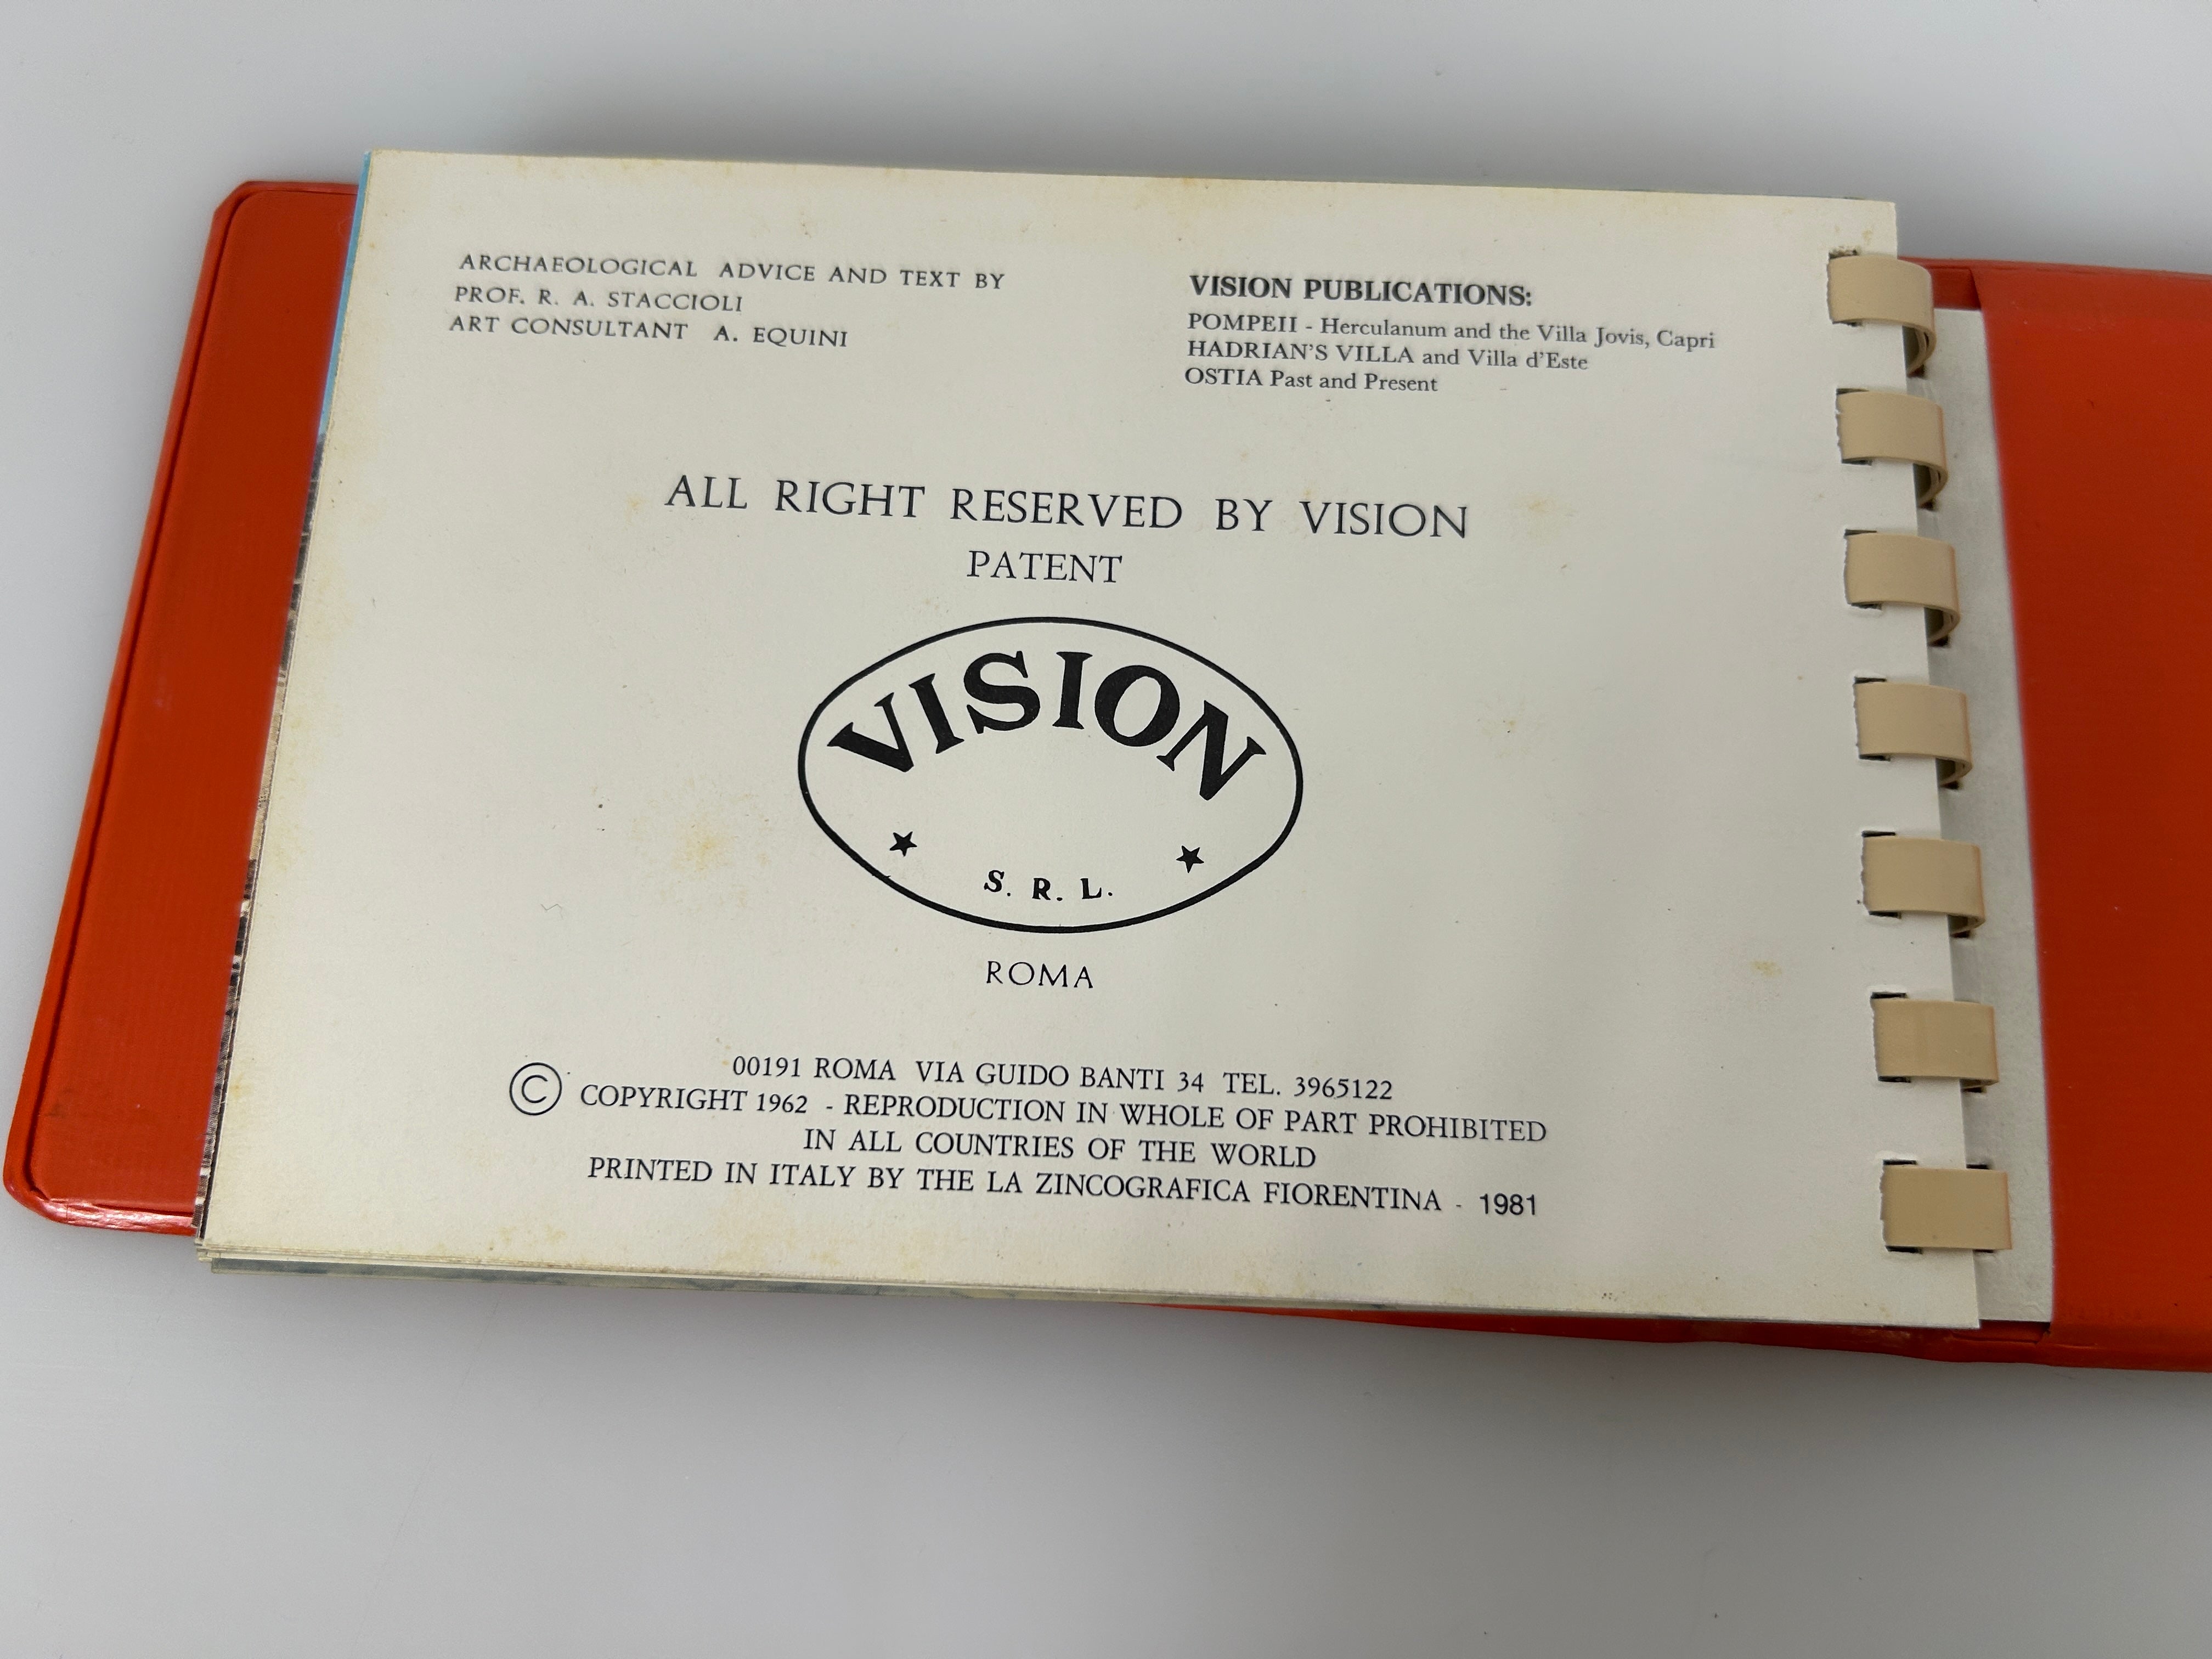 ARCHAEOLOGICAL ADVICE AND TEXT BY
PROF. R. A. STACCIOLI
ART CONSULTANT A. EQUINI
VISION PUBLICATIONS:
POMPEII - Herculanum and the Villa Jovis, Capri
HADRIAN'S VILLA and Villa d'Este
OSTIA Past and Present
ALL RIGHT RESERVED BY VISION
PATENT
VISION
S. R. L.
ROMA
00191 ROMA VIA GUIDO BANTI 34 TEL. 3965122
© COPYRIGHT 1962 - REPRODUCTION IN WHOLE OF PART PROHIBITED
IN ALL COUNTRIES OF THE WORLD
PRINTED IN ITALY BY THE LA ZINCOGRAFICA FIORENTINA - 1981